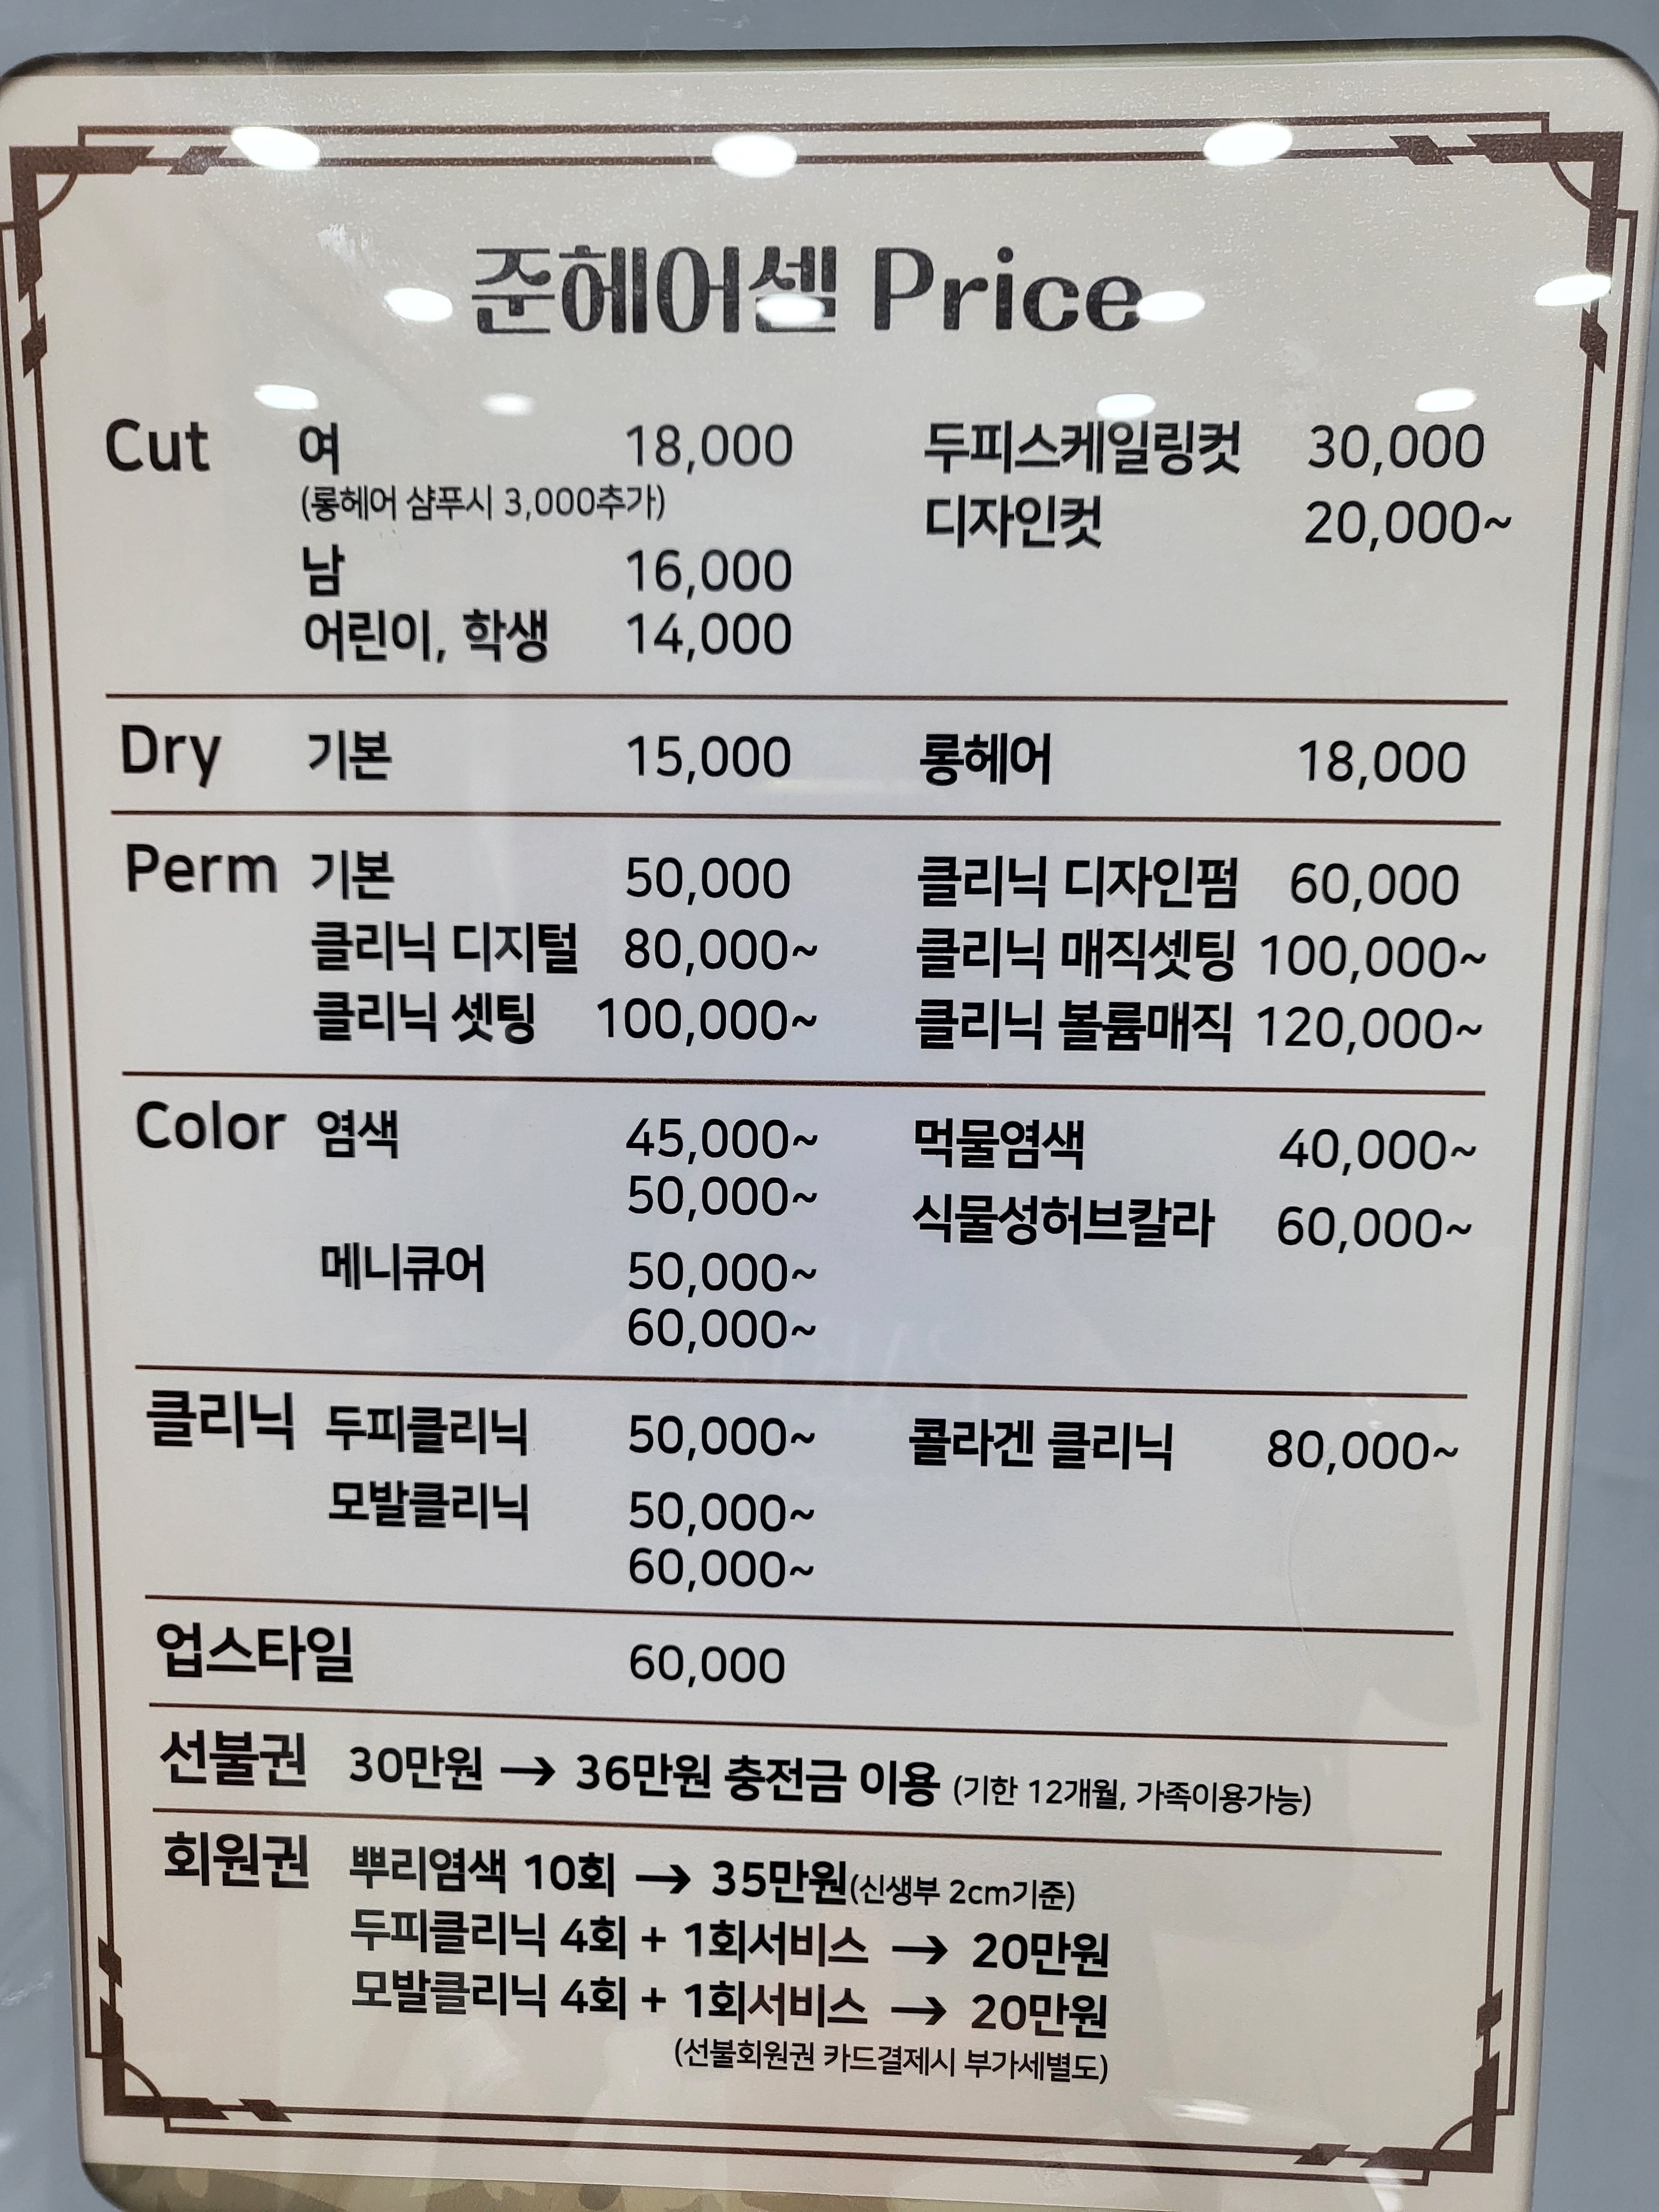 준헤어셀 Price
Cut 여 18,000 두피스케일링컷 30,000
(롱헤어 샴푸시 3,000추가) 디자인컷 20,000~
남 16,000
어린이, 학생 14,000
Dry 기본 15,000 롱헤어 18,000
Perm 기본 50,000 클리닉 디자인펌 60,000
클리닉 디지털 80,000~ 클리닉 매직셋팅 100,000~
클리닉 셋팅 100,000~ 클리닉 볼륨매직 120,000~
Color 염색 45,000~ 먹물염색 40,000~
50,000~ 식물성허브칼라 60,000~
메니큐어 50,000~
60,000~
클리닉 두피클리닉 50,000~ 콜라겐 클리닉 80,000~
모발클리닉 50,000~
60,000~
업스타일 60,000
선불권 30만원 → 36만원 충전금 이용 (기한 12개월, 가족이용가능)
회원권 뿌리염색 10회 → 35만원(신생부 2cm기준)
두피클리닉 4회 + 1회서비스 → 20만원
모발클리닉 4회 + 1회서비스 → 20만원
(선불회원권 카드결제시 부가세별도)